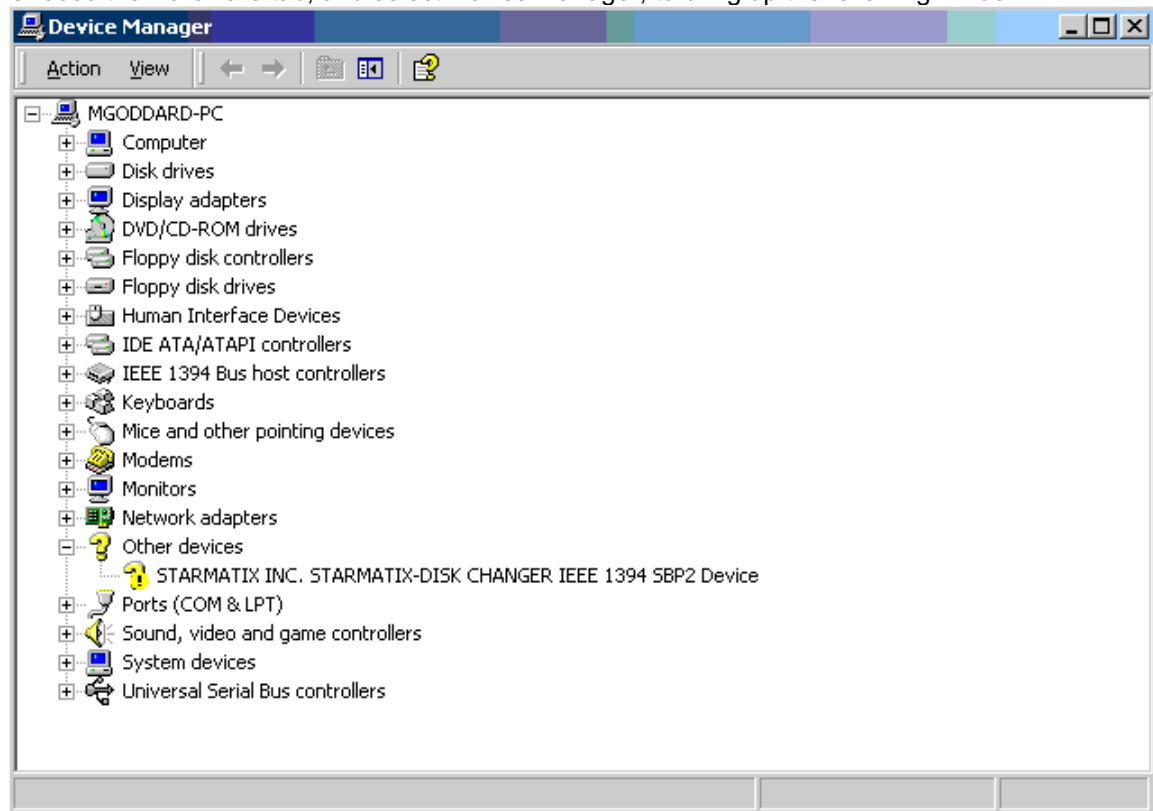 Device Manager
Action View
MGODDARD-PC
Computer
Disk drives
Display adapters
DVD/CD-ROM drives
Floppy disk controllers
Floppy disk drives
Human Interface Devices
IDE ATA/ATAPI controllers
IEEE 1394 Bus host controllers
Keyboards
Mice and other pointing devices
Modems
Monitors
Network adapters
Other devices
STARMATIX INC. STARMATIX-DISK CHANGER IEEE 1394 SBP2 Device
Ports (COM & LPT)
Sound, video and game controllers
System devices
Universal Serial Bus controllers